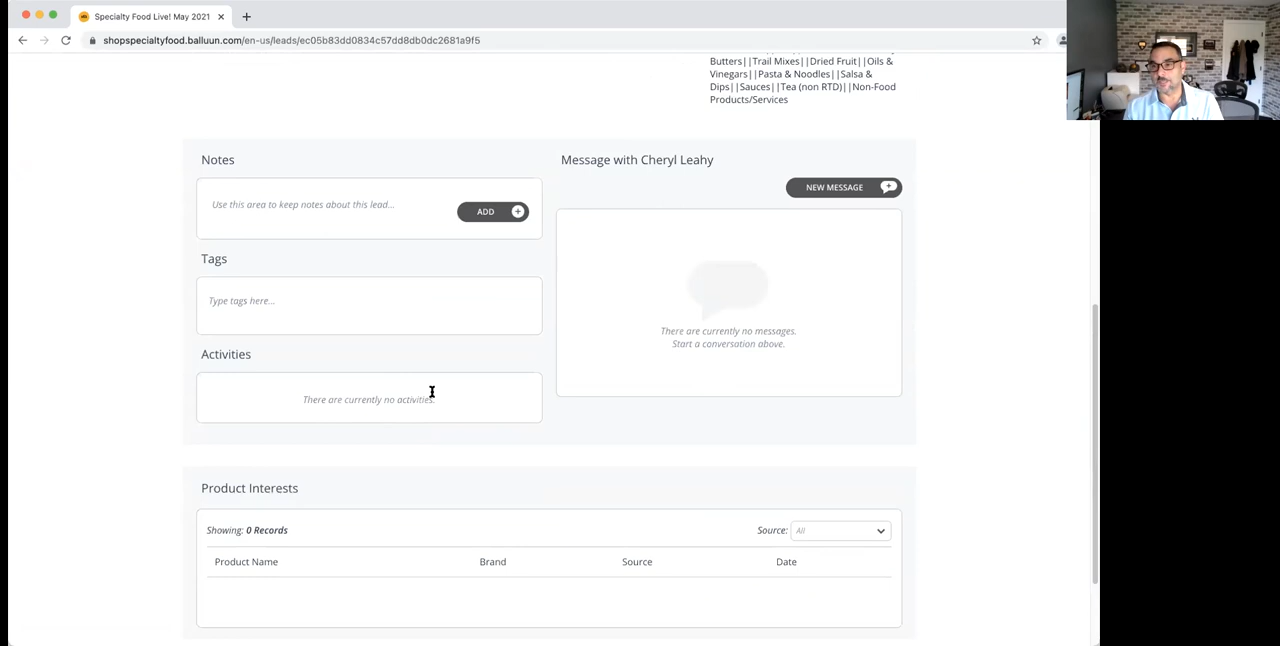 Specialty Food Live! May 2021
shopspecialtyfood.balluun.com/en-us/leads/ec05b83dd0834c57dd8db0dc2681a9f5
Butters||Trail Mixes||Dried Fruit||Oils &
Vinegars||Pasta & Noodles||Salsa &
Dips||Sauces||Tea (non RTD)||Non-Food
Products/Services
Notes
Use this area to keep notes about this lead...
ADD
Tags
Type tags here...
Activities
There are currently no activities.
Message with Cheryl Leahy
NEW MESSAGE
There are currently no messages.
Start a conversation above.
Product Interests
Showing: 0 Records
Source: All
Product Name Brand Source Date